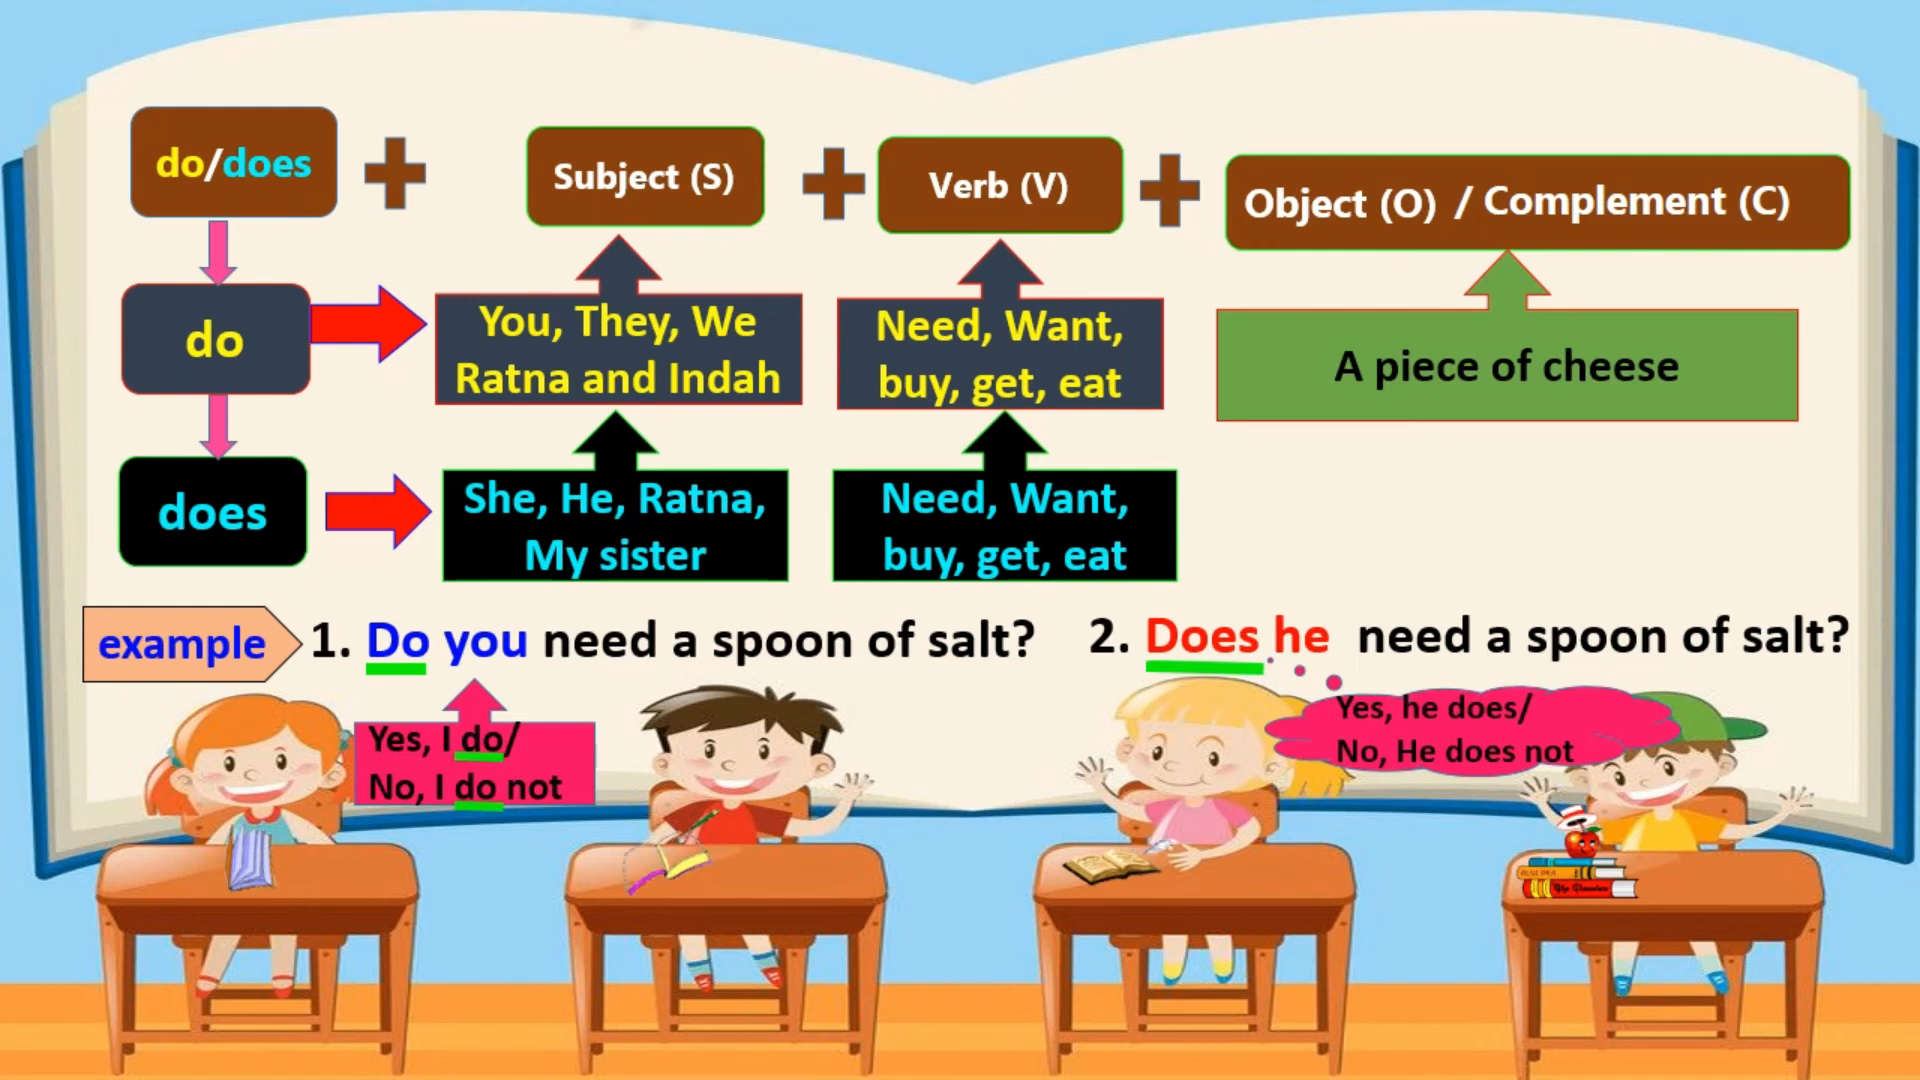 do/does
Subject (S)
Verb (V)
Object (O) / Complement (C)
do
You, They, We
Ratna and Indah
Need, Want,
buy, get, eat
A piece of cheese
does
She, He, Ratna,
My sister
Need, Want,
buy, get, eat
example
1. Do you need a spoon of salt?
2. Does he need a spoon of salt?
Yes, I do/
No, I do not
Yes, he does/
No, He does not